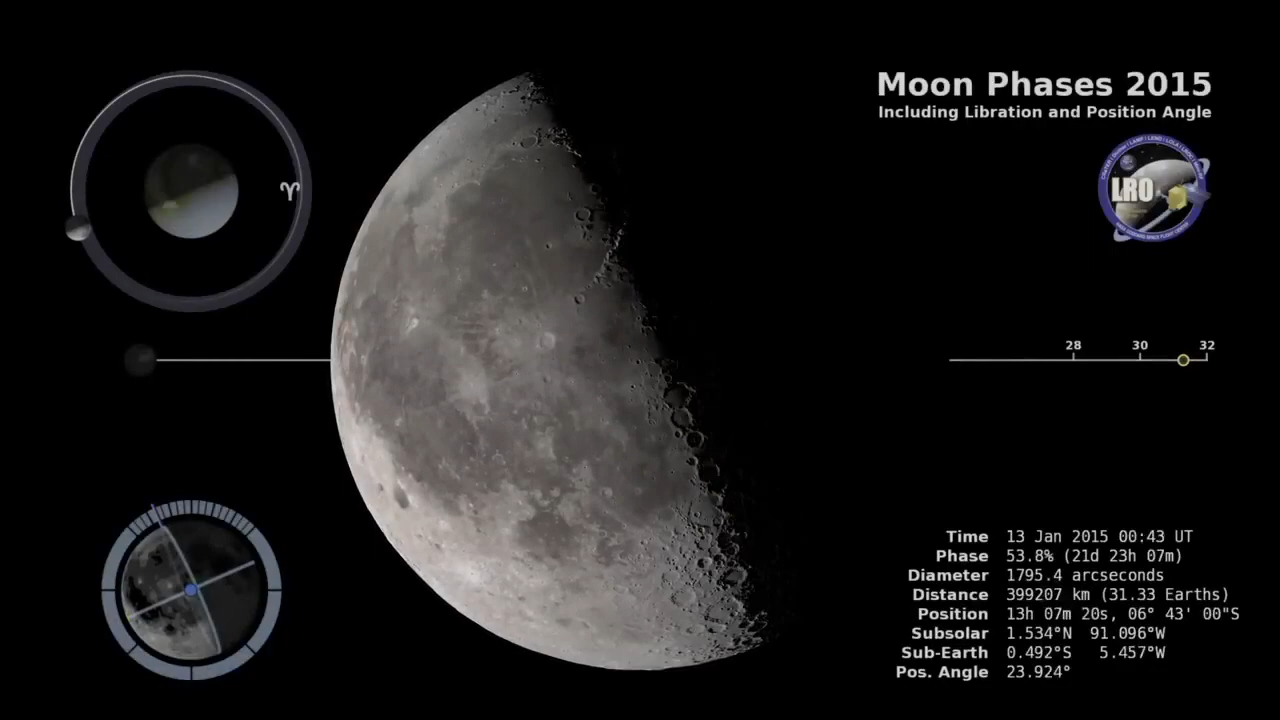 Moon Phases 2015
Including Libration and Position Angle
LRO
♈
28 30 32
Time 13 Jan 2015 00:43 UT
Phase 53.8% (21d 23h 07m)
Diameter 1795.4 arcseconds
Distance 399207 km (31.33 Earths)
Position 13h 07m 20s, 06° 43' 00"S
Subsolar 1.534°N 91.096°W
Sub-Earth 0.492°S 5.457°W
Pos. Angle 23.924°